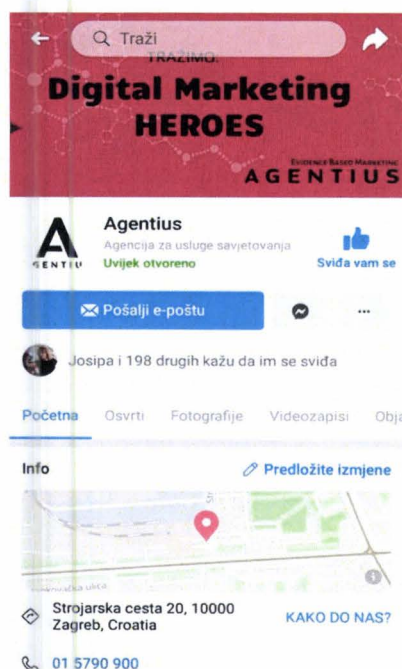 Traži
TRAŽIMO:
Digital Marketing
HEROES
EVIDENCE BASED MARKETING
AGENTIUS
A
GENTIU
Agentius
Agencija za usluge savjetovanja
Uvijek otvoreno
Sviđa vam se
Pošalji e-poštu
Josipa i 198 drugih kažu da im se sviđa
Početna Osvrti Fotografije Videozapisi Obja
Info
Predložite izmjene
Strojarska cesta 20, 10000
Zagreb, Croatia
KAKO DO NAS?
01 5790 900